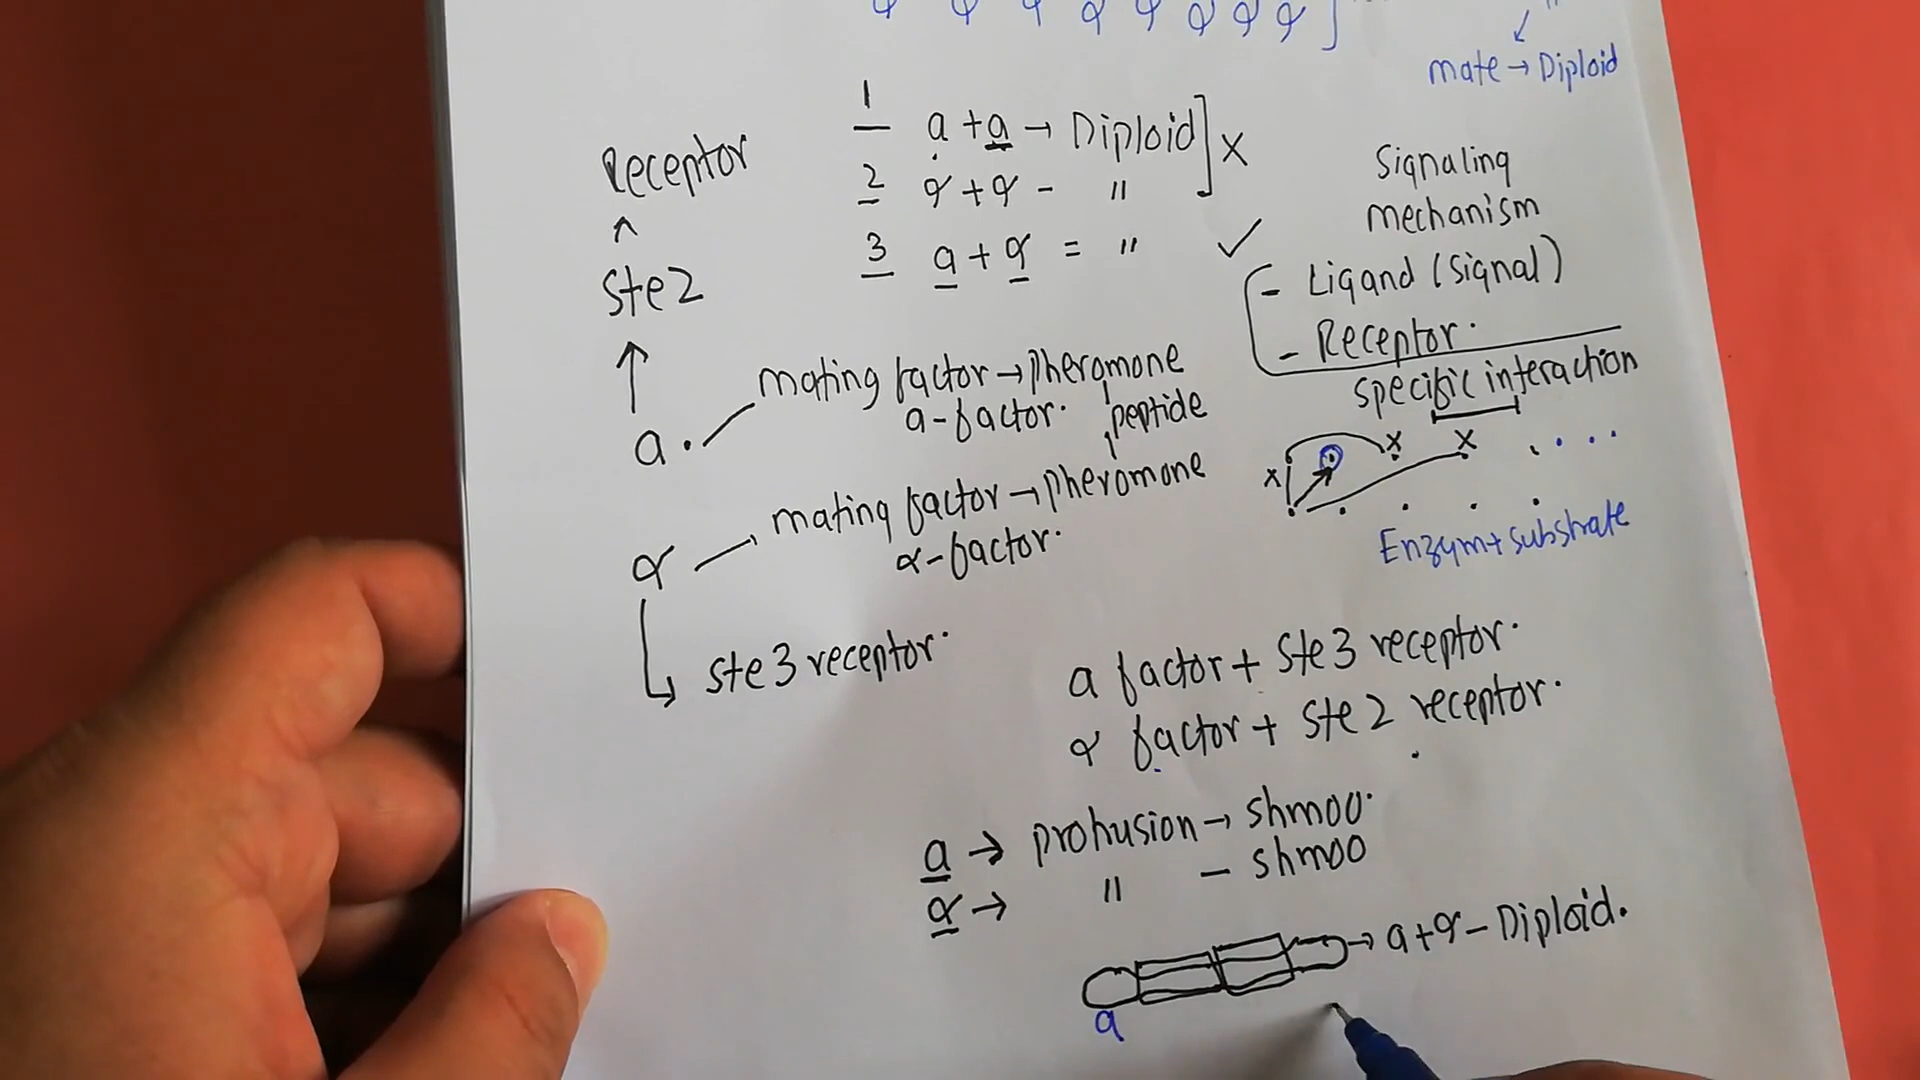 α α α α α α α α ]
mate → Diploid
1 a + a → Diploid ] X
2 α + α - "
3 a + α = " ✓
Receptor
Ste2
a
mating factor → pheromone
a-factor. peptide
mating factor → pheromone
α-factor.
α
Ste3 receptor.
Signaling
mechanism
- Ligand (signal)
- Receptor.
specific interaction
x x x
Enzym + substrate
a factor + Ste3 receptor.
α factor + Ste2 receptor.
a → prohusion → shmoo.
α → " - shmoo
→ a + α - Diploid.
a